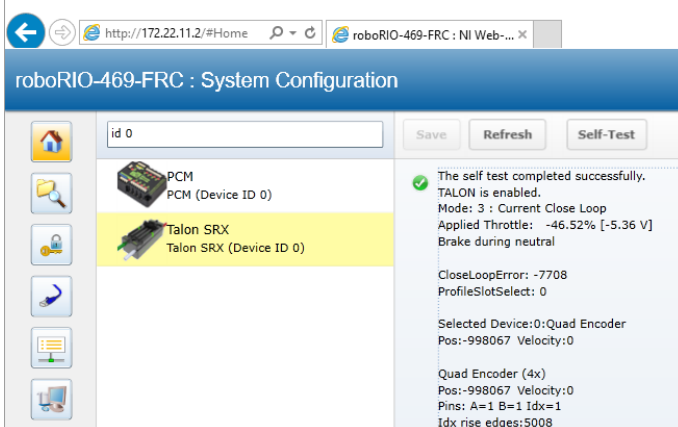 http://172.22.11.2/#Home
roboRIO-469-FRC : NI Web-...
roboRIO-469-FRC : System Configuration
id 0
Save
Refresh
Self-Test
PCM
PCM (Device ID 0)
Talon SRX
Talon SRX (Device ID 0)
The self test completed successfully.
TALON is enabled.
Mode: 3 : Current Close Loop
Applied Throttle: -46.52% [-5.36 V]
Brake during neutral
CloseLoopError: -7708
ProfileSlotSelect: 0
Selected Device:0:Quad Encoder
Pos:-998067 Velocity:0
Quad Encoder (4x)
Pos:-998067 Velocity:0
Pins: A=1 B=1 Idx=1
Idx rise edges:5008